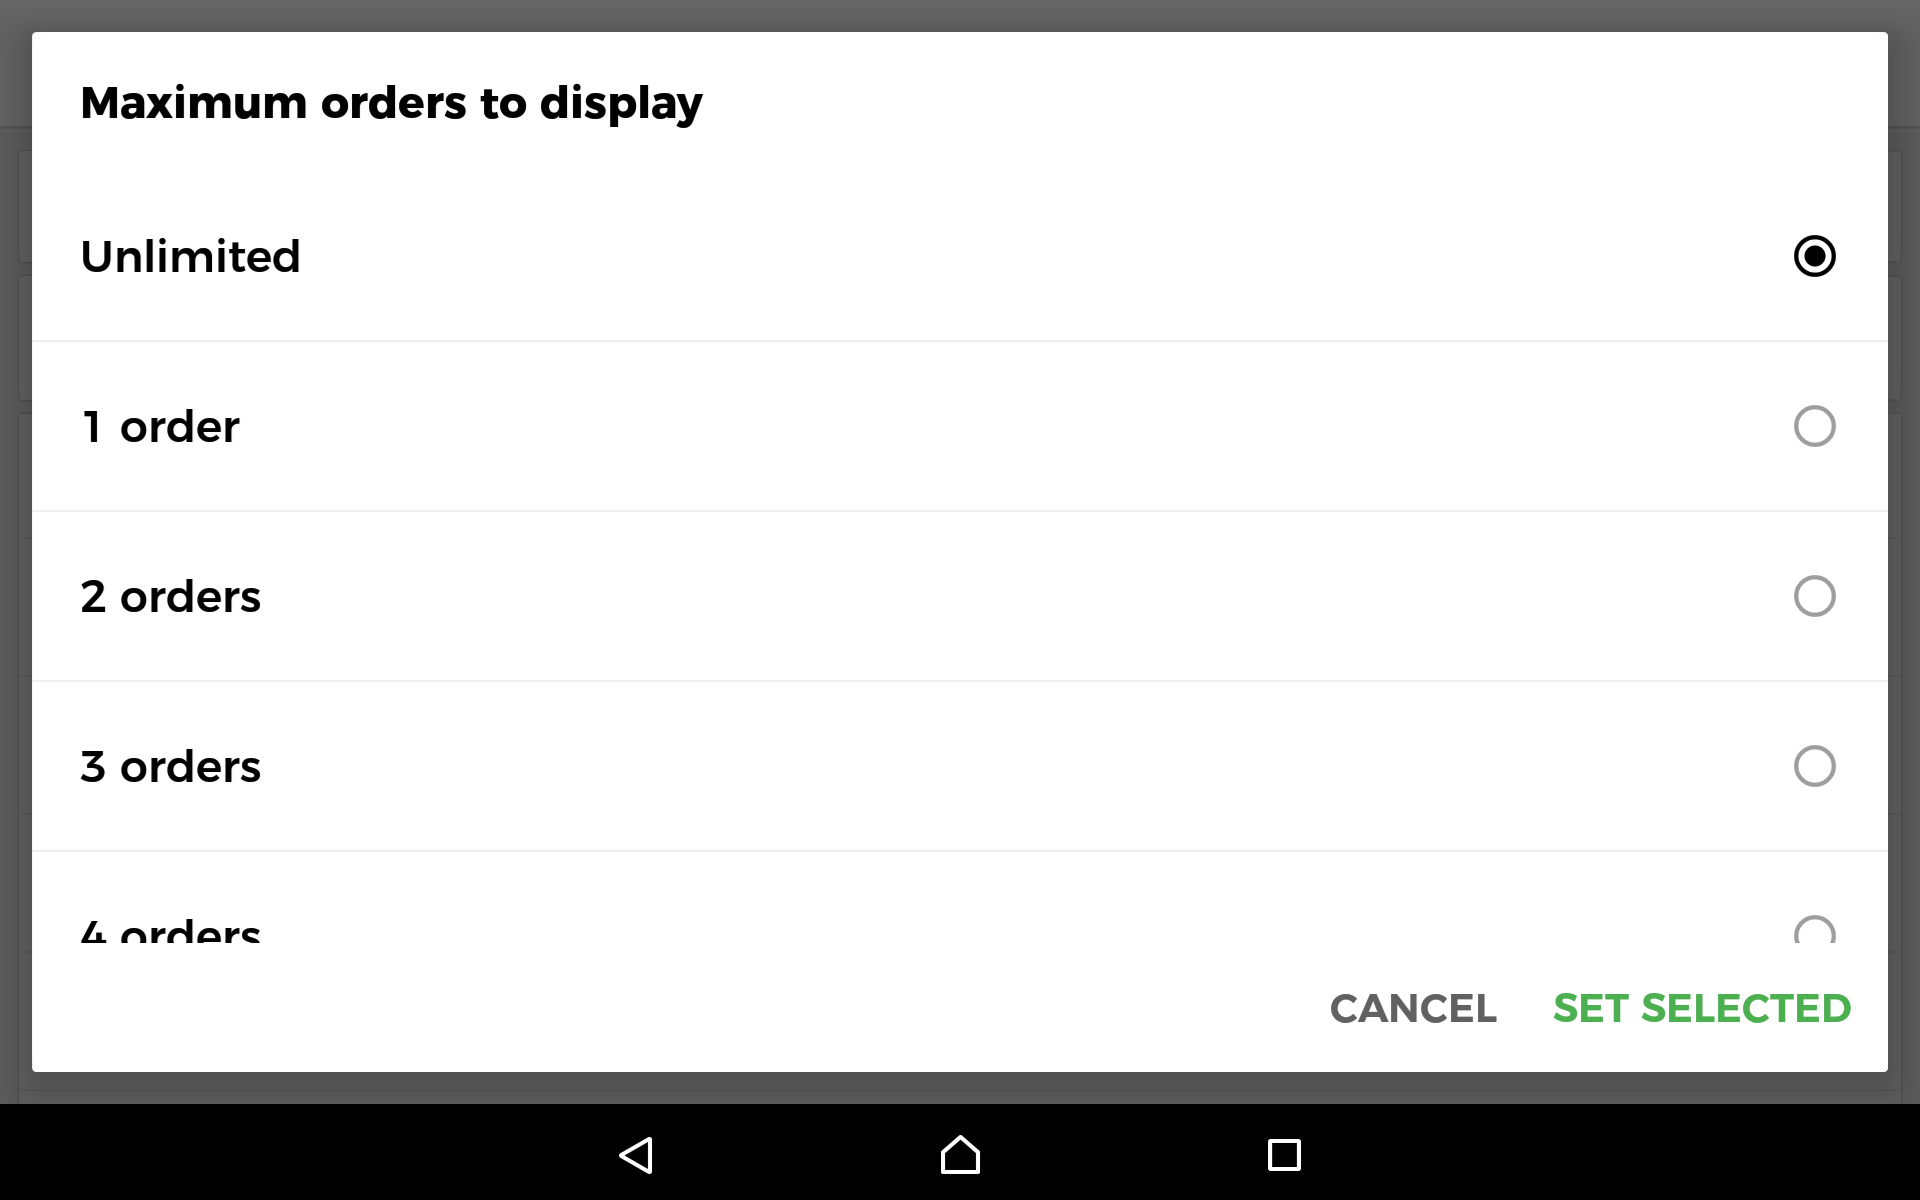 Maximum orders to display
Unlimited
1 order
2 orders
3 orders
4 orders
CANCEL SET SELECTED